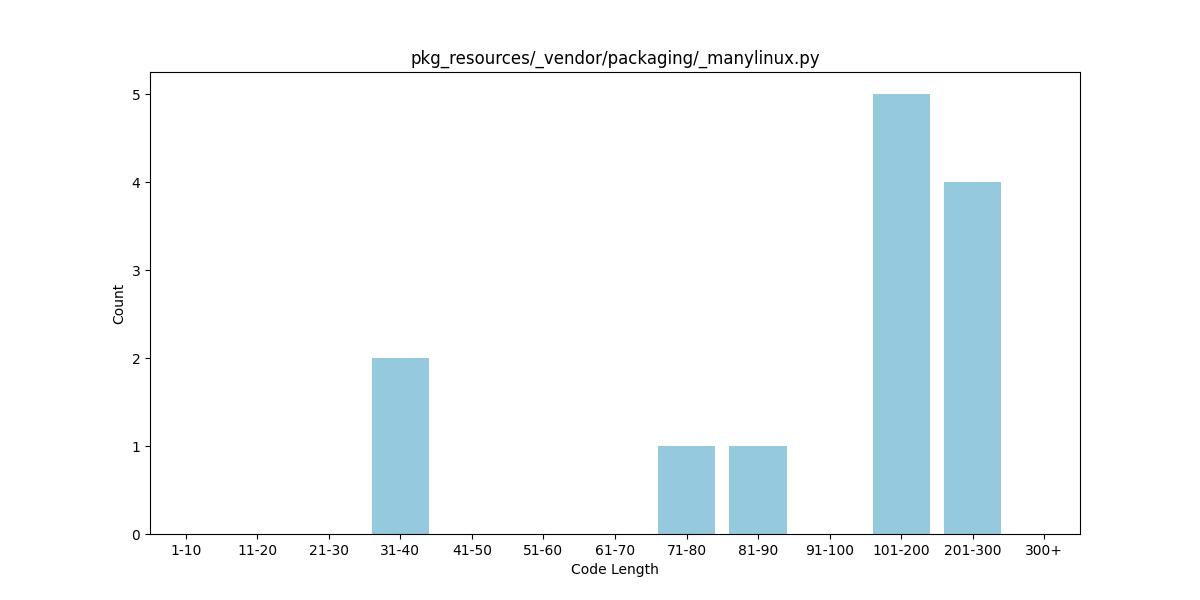 pkg_resources/_vendor/packaging/_manylinux.py
Count
5
4
3
2
1
0
1-10 11-20 21-30 31-40 41-50 51-60 61-70 71-80 81-90 91-100 101-200 201-300 300+
Code Length